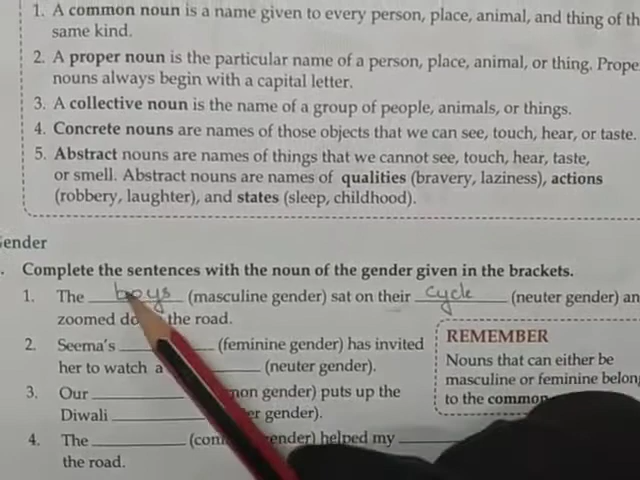 1. A common noun is a name given to every person, place, animal, and thing of th
same kind.
2. A proper noun is the particular name of a person, place, animal, or thing. Prope
nouns always begin with a capital letter.
3. A collective noun is the name of a group of people, animals, or things.
4. Concrete nouns are names of those objects that we can see, touch, hear, or taste.
5. Abstract nouns are names of things that we cannot see, touch, hear, taste,
or smell. Abstract nouns are names of qualities (bravery, laziness), actions
(robbery, laughter), and states (sleep, childhood).
Gender
Complete the sentences with the noun of the gender given in the brackets.
1. The boys (masculine gender) sat on their cycle (neuter gender) an
zoomed do the road.
2. Seema's (feminine gender) has invited
her to watch a (neuter gender).
3. Our mon gender) puts up the
Diwali er gender).
4. The (com gender) helped my
the road.
REMEMBER
Nouns that can either be
masculine or feminine belon
to the common